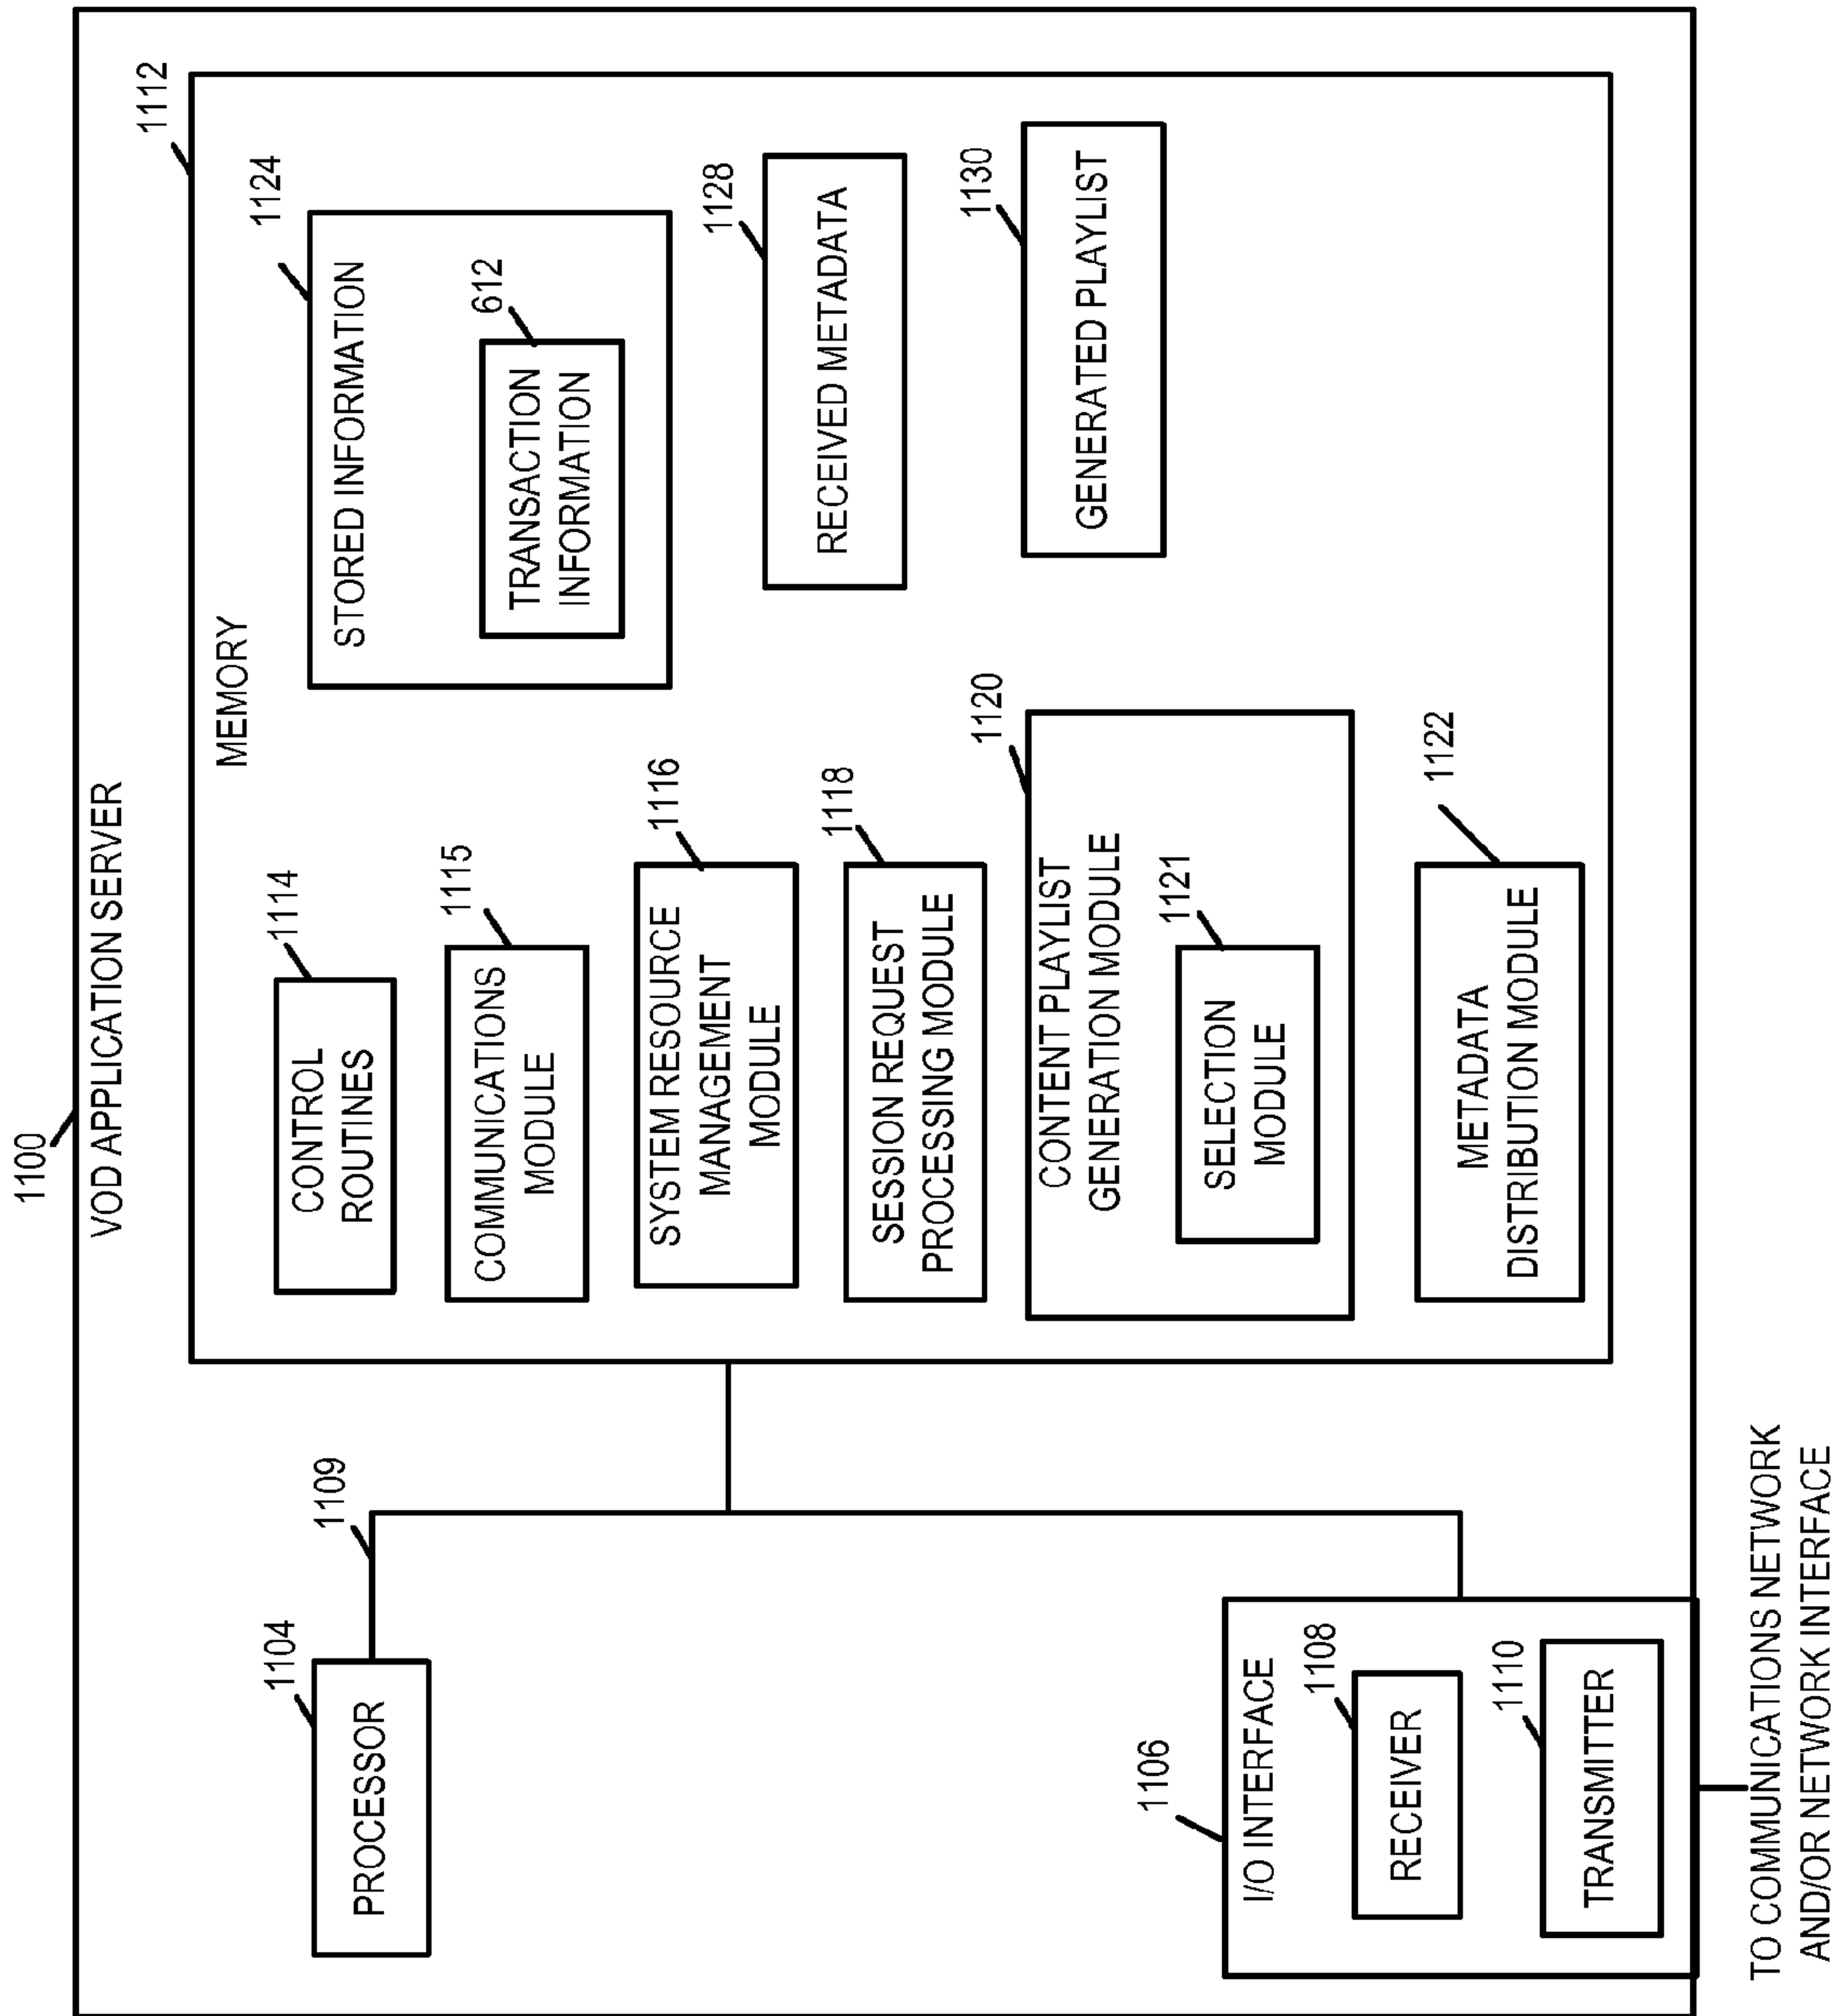 1100
VOD APPLICATION SERVER
1104
PROCESSOR
1109
1106
I/O INTERFACE
1108
RECEIVER
1110
TRANSMITTER
TO COMMUNICATIONS NETWORK
AND/OR NETWORK INTERFACE
1112
MEMORY
1114
CONTROL
ROUTINES
1115
COMMUNICATIONS
MODULE
1116
SYSTEM RESOURCE
MANAGEMENT
MODULE
1118
SESSION REQUEST
PROCESSING MODULE
1120
CONTENT PLAYLIST
GENERATION MODULE
1121
SELECTION
MODULE
1122
METADATA
DISTRIBUTION MODULE
1124
STORED INFORMATION
612
TRANSACTION
INFORMATION
1128
RECEIVED METADATA
1130
GENERATED PLAYLIST